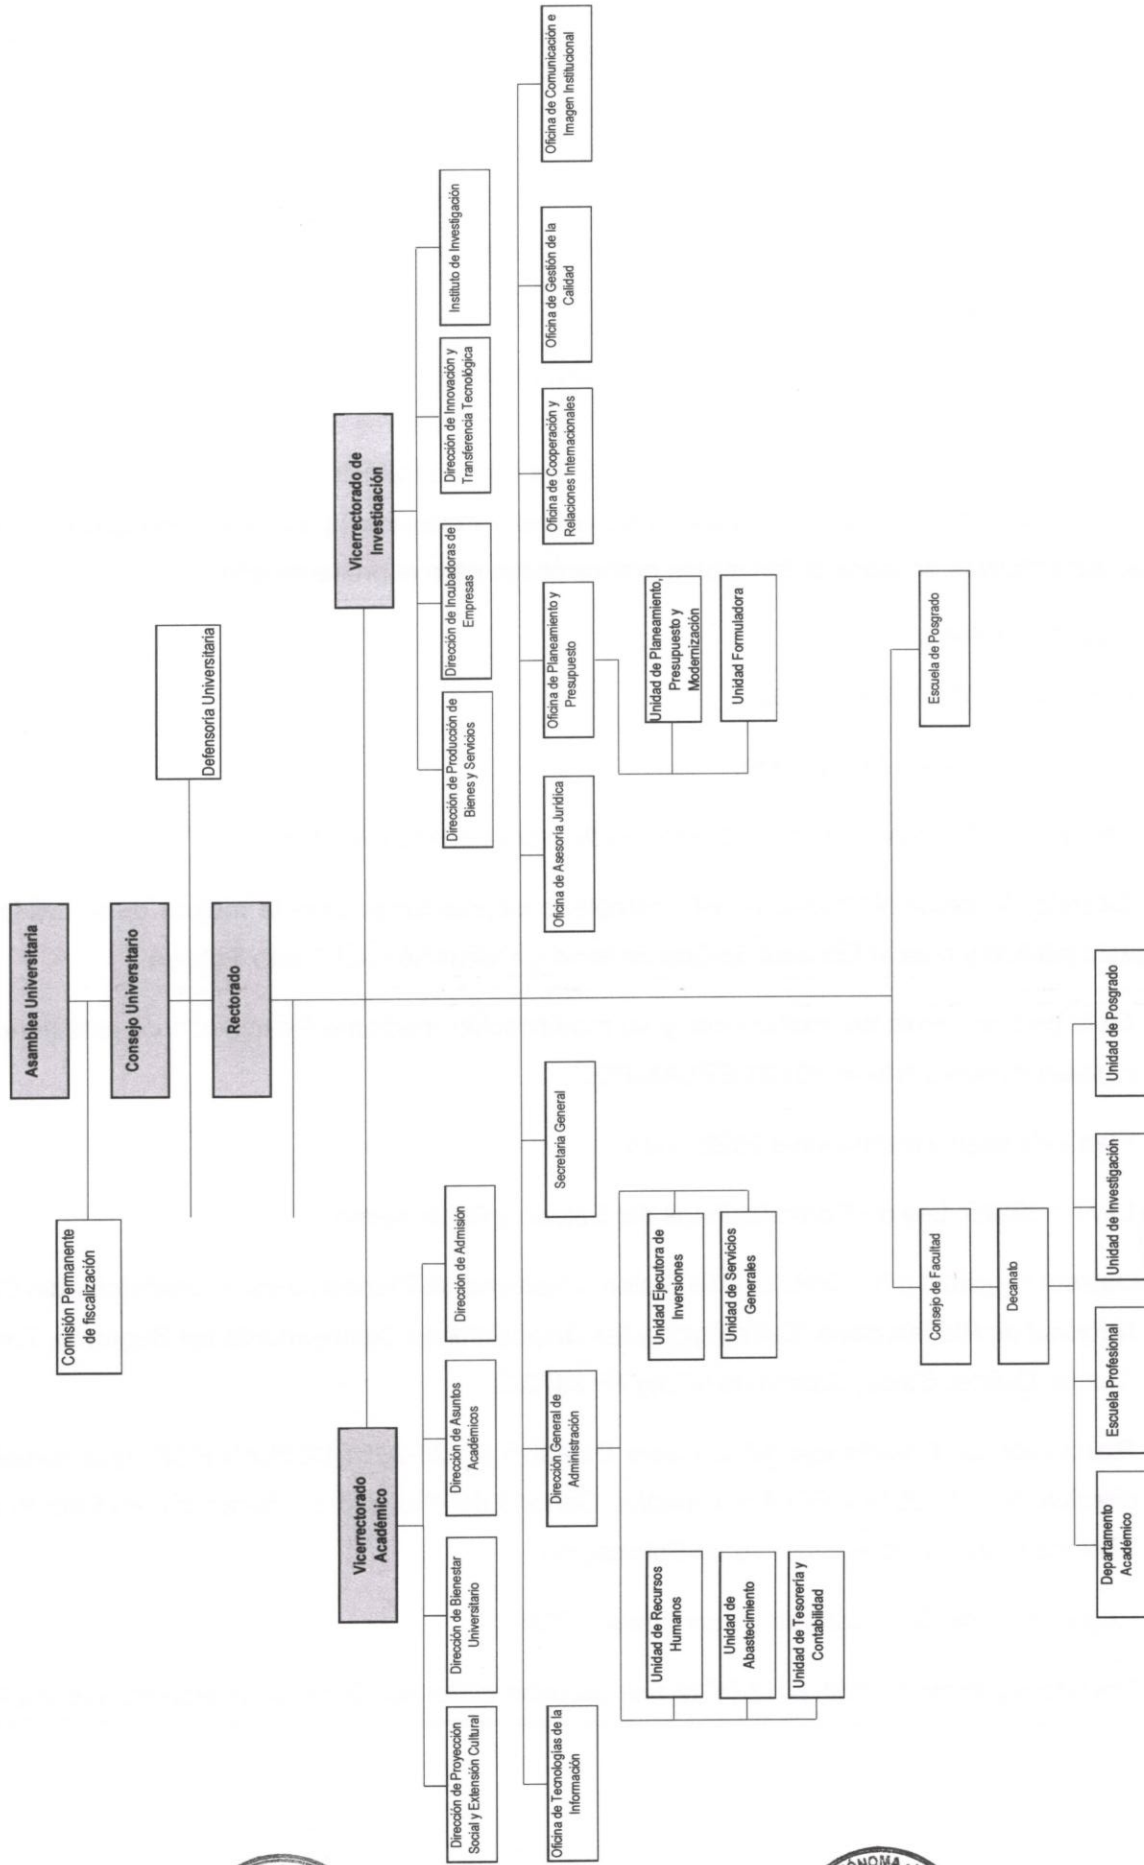 Asamblea Universitaria
Comisión Permanente
de fiscalización
Consejo Universitario
Defensoría Universitaria
Rectorado
Vicerrectorado
Académico
Vicerrectorado de
Investigación
Dirección de Proyección
Social y Extensión Cultural
Dirección de Bienestar
Universitario
Dirección de Asuntos
Académicos
Dirección de Admisión
Dirección de Producción de
Bienes y Servicios
Dirección de Incubadoras de
Empresas
Dirección de Innovación y
Transferencia Tecnológica
Instituto de Investigación
Oficina de Tecnologías de la
Información
Dirección General de
Administración
Secretaria General
Oficina de Asesoría Jurídica
Oficina de Planeamiento y
Presupuesto
Oficina de Cooperación y
Relaciones Internacionales
Oficina de Gestión de la
Calidad
Oficina de Comunicación e
Imagen Institucional
Unidad de Recursos
Humanos
Unidad de
Abastecimiento
Unidad de Tesorería y
Contabilidad
Unidad Ejecutora de
Inversiones
Unidad de Servicios
Generales
Unidad de Planeamiento,
Presupuesto y
Modernización
Unidad Formuladora
Consejo de Facultad
Escuela de Posgrado
Decanato
Departamento
Académico
Escuela Profesional
Unidad de Investigación
Unidad de Posgrado